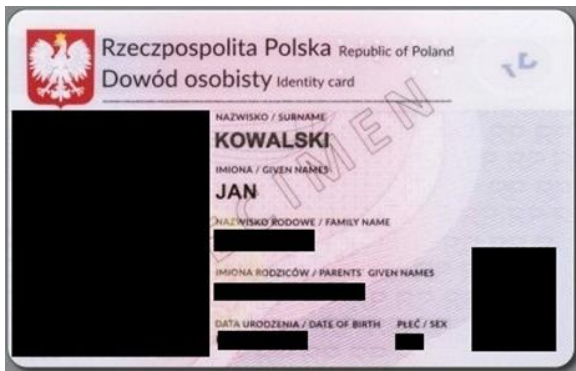 Rzeczpospolita Polska Republic of Poland
Dowód osobisty Identity card
NAZWISKO / SURNAME
KOWALSKI
IMIONA / GIVEN NAMES
JAN
NAZWISKO RODOWE / FAMILY NAME
IMIONA RODZICÓW / PARENTS' GIVEN NAMES
DATA URODZENIA / DATE OF BIRTH PŁEĆ / SEX